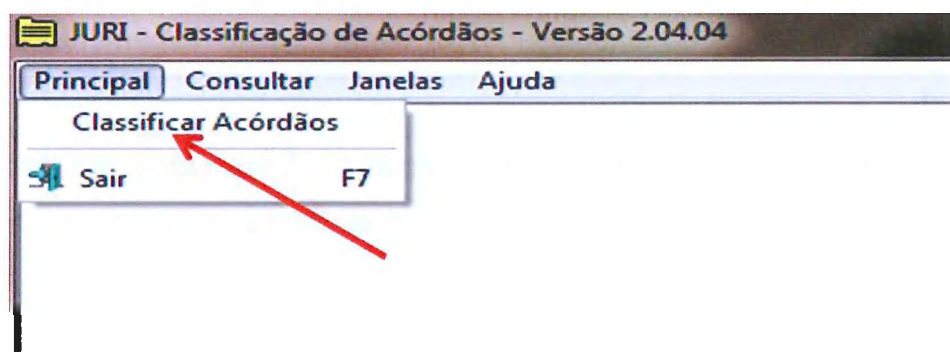 JURI - Classificação de Acórdãos - Versão 2.04.04
Principal Consultar Janelas Ajuda
Classificar Acórdãos
Sair F7